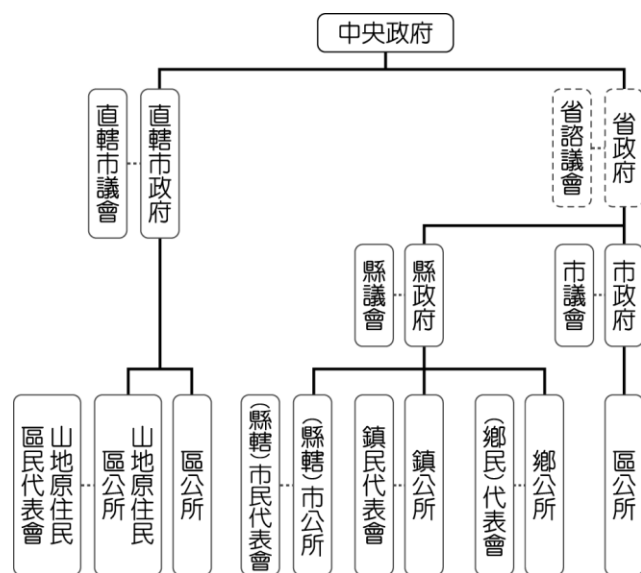 中央政府
直轄市議會
直轄市政府
省諮議會
省政府
縣議會
縣政府
市議會
市政府
山地原住民
區民代表會
山地原住民
區公所
區公所
(縣轄)市民代表會
(縣轄)市公所
鎮民代表會
鎮公所
(鄉民)代表會
鄉公所
區公所